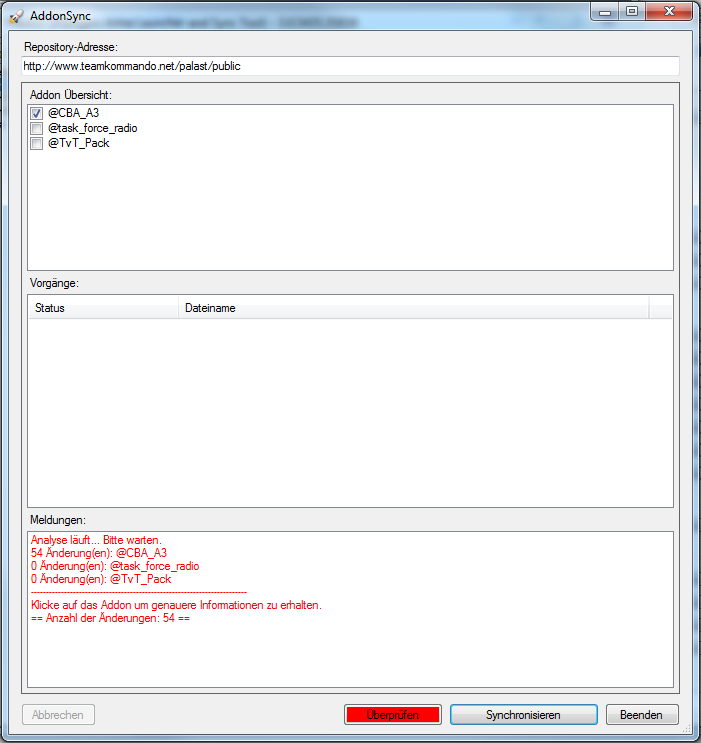 AddonSync
Repository-Adresse:
http://www.teamkommando.net/palast/public
Addon Übersicht:
@CBA_A3
@task_force_radio
@TvT_Pack
Vorgänge:
Status Dateiname
Meldungen:
Analyse läuft... Bitte warten.
54 Änderung(en): @CBA_A3
0 Änderung(en): @task_force_radio
0 Änderung(en): @TvT_Pack
------------------------------------------------------------------------
Klicke auf das Addon um genauere Informationen zu erhalten.
== Anzahl der Änderungen: 54 ==
Abbrechen Überprüfen Synchronisieren Beenden